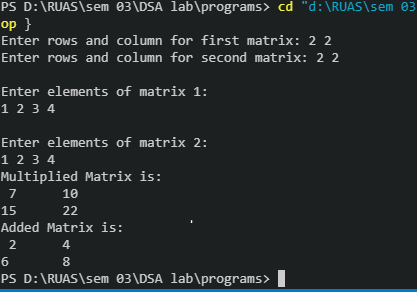 PS D:\RUAS\sem 03\DSA lab\programs> cd "d:\RUAS\sem 03
op }
Enter rows and column for first matrix: 2 2
Enter rows and column for second matrix: 2 2
Enter elements of matrix 1:
1 2 3 4
Enter elements of matrix 2:
1 2 3 4
Multiplied Matrix is:
7 10
15 22
Added Matrix is:
2 4
6 8
PS D:\RUAS\sem 03\DSA lab\programs>